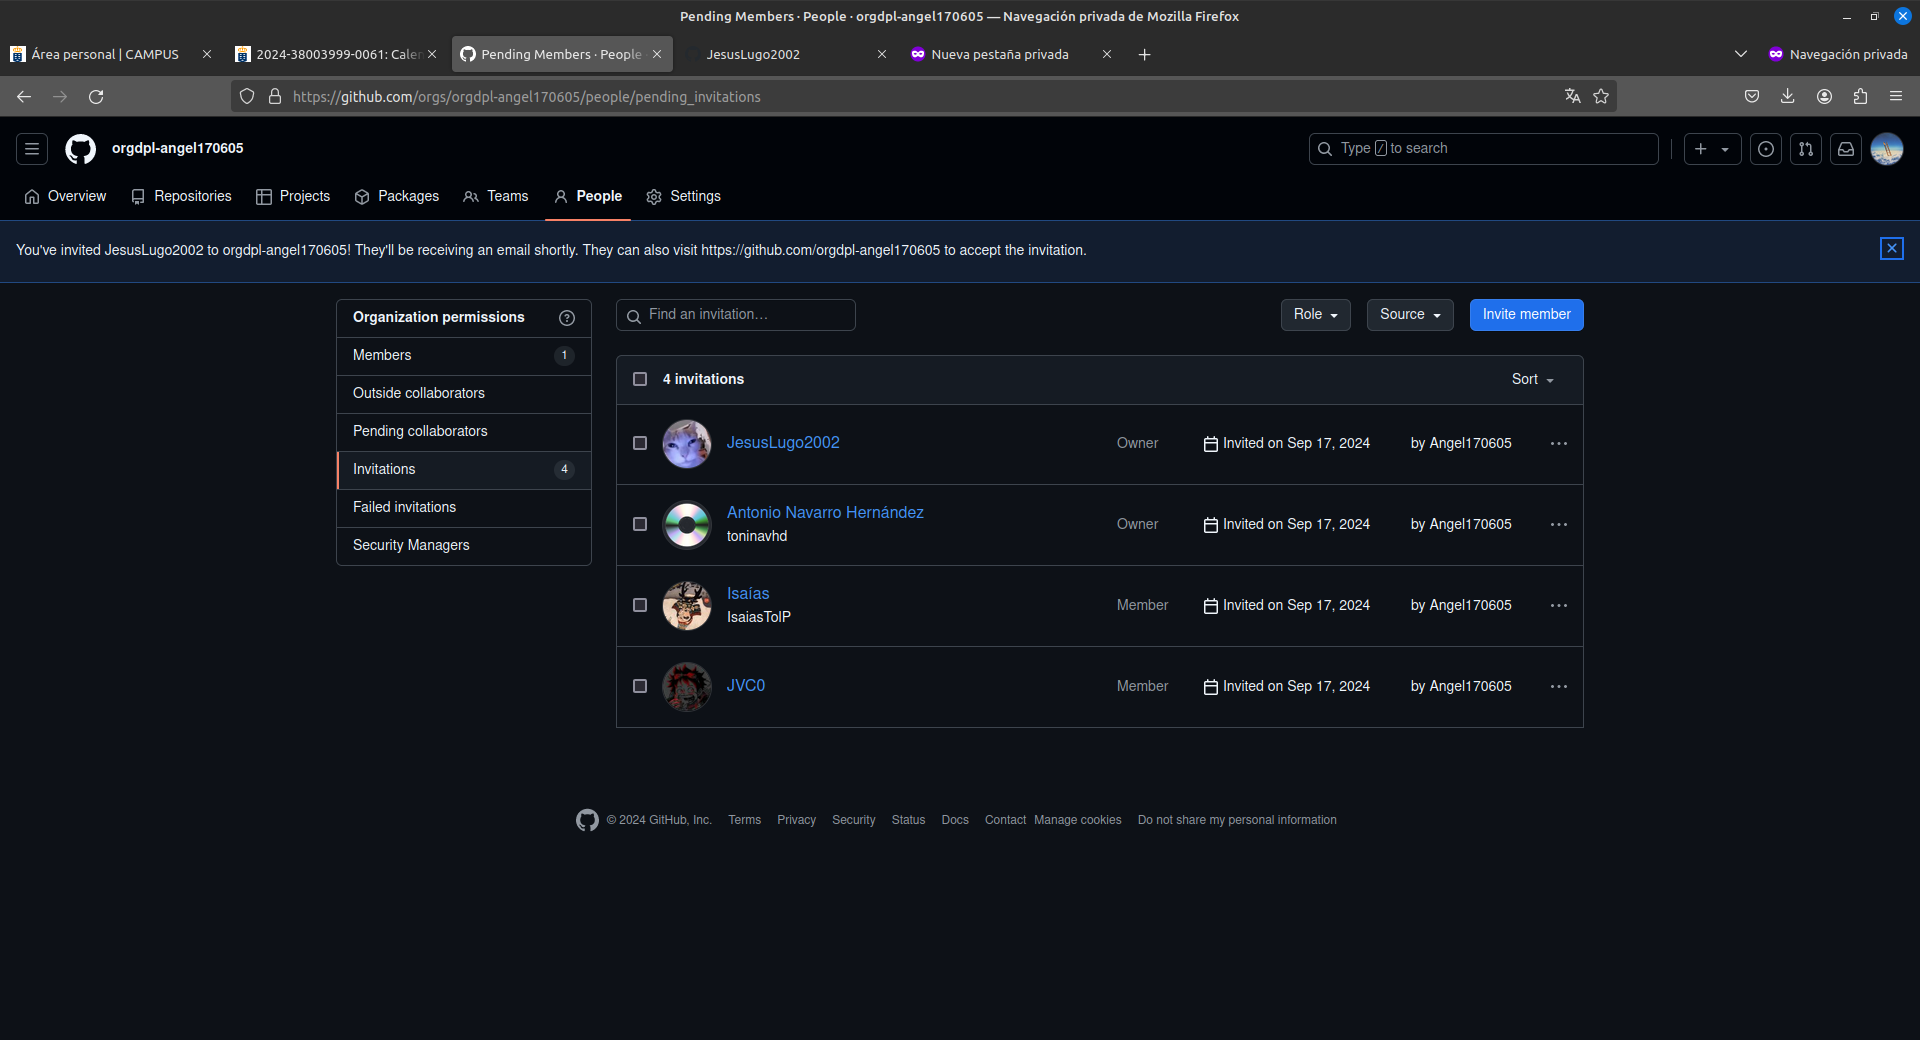 Pending Members · People · orgdpl-angel170605 — Navegación privada de Mozilla Firefox
Área personal | CAMPUS
2024-38003999-0061: Calen
Pending Members · People
JesusLugo2002
Nueva pestaña privada
Navegación privada
https://github.com/orgs/orgdpl-angel170605/people/pending_invitations
orgdpl-angel170605
Type / to search
Overview
Repositories
Projects
Packages
Teams
People
Settings
You've invited JesusLugo2002 to orgdpl-angel170605! They'll be receiving an email shortly. They can also visit https://github.com/orgdpl-angel170605 to accept the invitation.
Organization permissions
Members 1
Outside collaborators
Pending collaborators
Invitations 4
Failed invitations
Security Managers
Find an invitation…
Role
Source
Invite member
4 invitations
Sort
JesusLugo2002 Owner Invited on Sep 17, 2024 by Angel170605
Antonio Navarro Hernández
toninavhd
Owner Invited on Sep 17, 2024 by Angel170605
Isaías
IsaiasTolP
Member Invited on Sep 17, 2024 by Angel170605
JVC0 Member Invited on Sep 17, 2024 by Angel170605
© 2024 GitHub, Inc. Terms Privacy Security Status Docs Contact Manage cookies Do not share my personal information